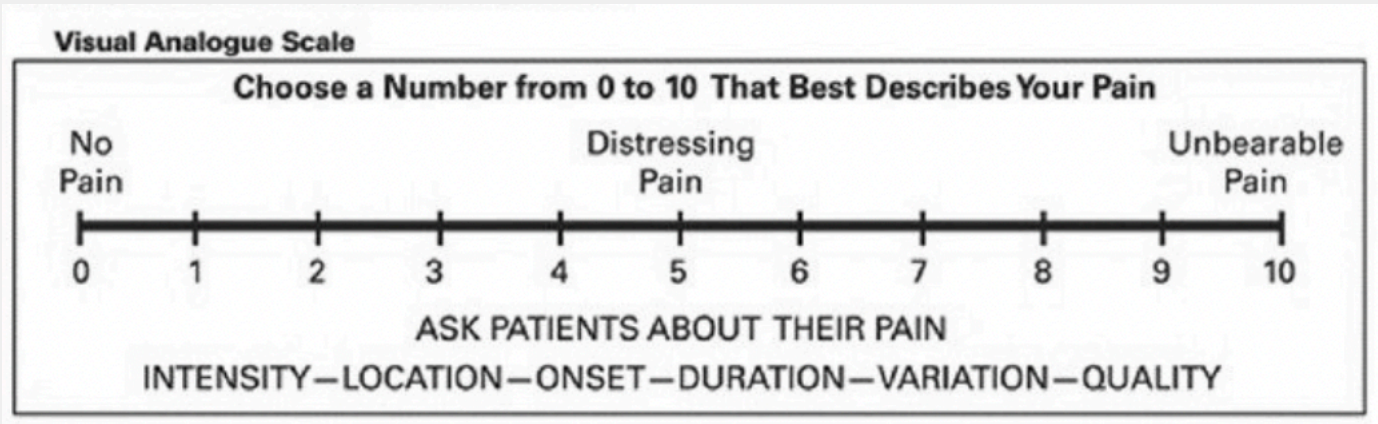 Visual Analogue Scale
Choose a Number from 0 to 10 That Best Describes Your Pain
No Distressing Unbearable
Pain Pain Pain
0 1 2 3 4 5 6 7 8 9 10
ASK PATIENTS ABOUT THEIR PAIN
INTENSITY—LOCATION—ONSET—DURATION—VARIATION—QUALITY